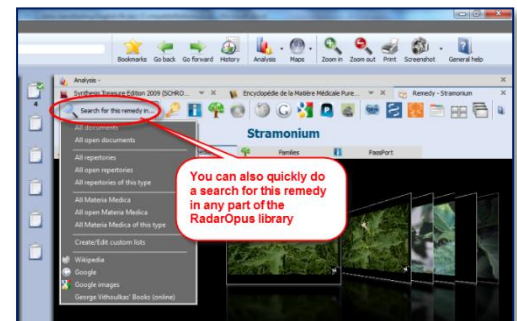 Bookmarks Go back Go forward History Analysis Maps Zoom in Zoom out Print Screenshot General help
Analysis -
Synthesis Treasure Edition 2009 (SCHRO... Encyclopédie de la Matière Médicale Pure... Remedy - Stramonium
4
Search for this remedy in...
All documents
All open documents
Stramonium
Families PassPort
All repertories
All open repertories
All repertories of this type
All Materia Medica
All open Materia Medica
All Materia Medica of this type
Create/Edit custom lists
Wikipedia
Google
Google images
George Vithoulkas' Books (online)
You can also quickly do
a search for this remedy
in any part of the
RadarOpus library